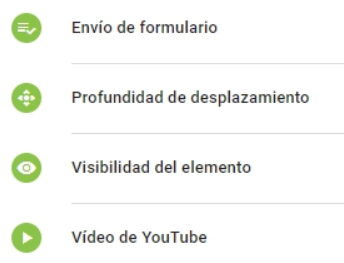 Envío de formulario
Profundidad de desplazamiento
Visibilidad del elemento
Vídeo de YouTube